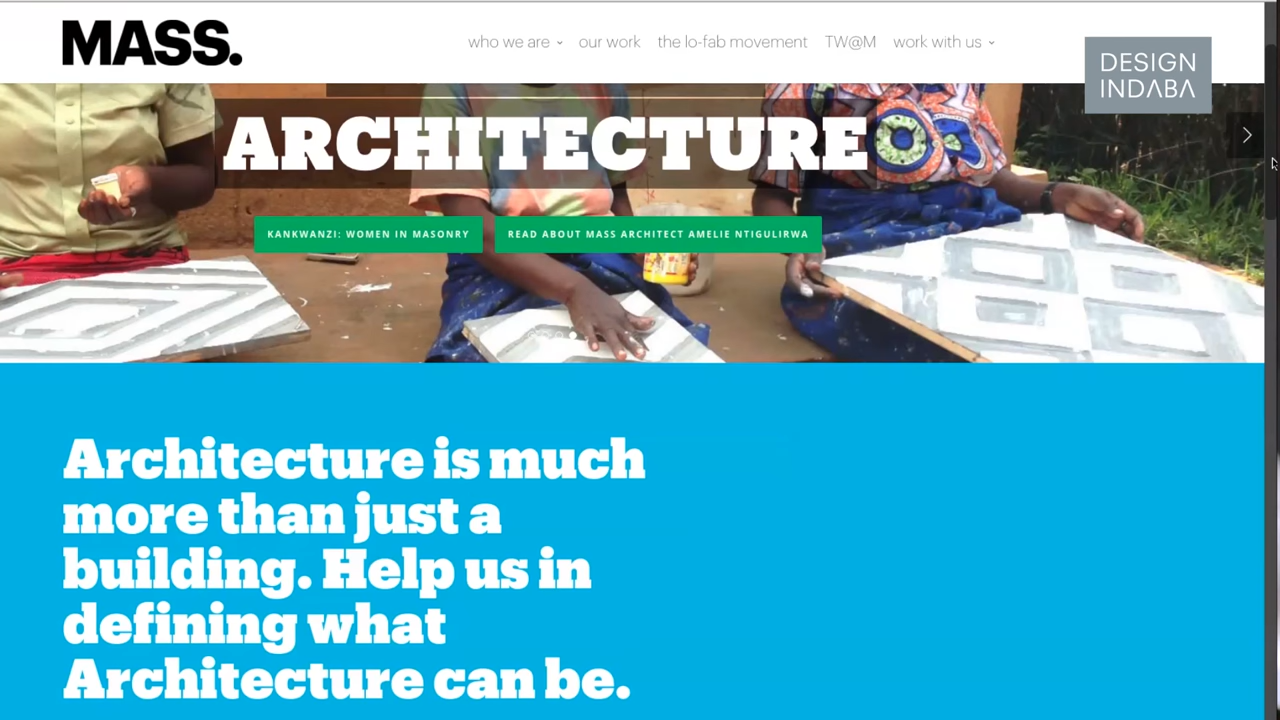 MASS.
who we are
our work
the lo-fab movement
TW@M
work with us
DESIGN
INDABA
ARCHITECTURE
KANKWANZI: WOMEN IN MASONRY
READ ABOUT MASS ARCHITECT AMELIE NTIGULIRWA
Architecture is much
more than just a
building. Help us in
defining what
Architecture can be.